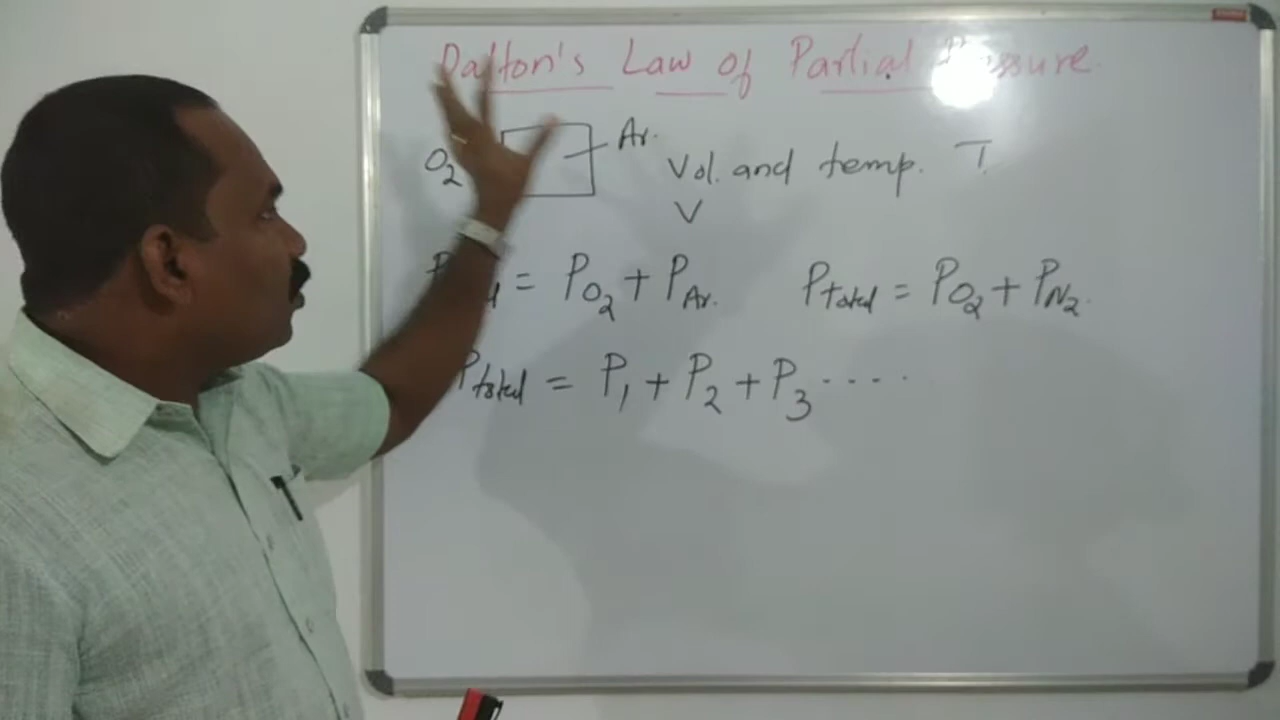 Dalton's Law of Partial
O2 Ar.
Vol. and temp. T.
V
= PO2 + PAr. Ptotal = PO2 + PN2.
Ptotal = P1 + P2 + P3 ....